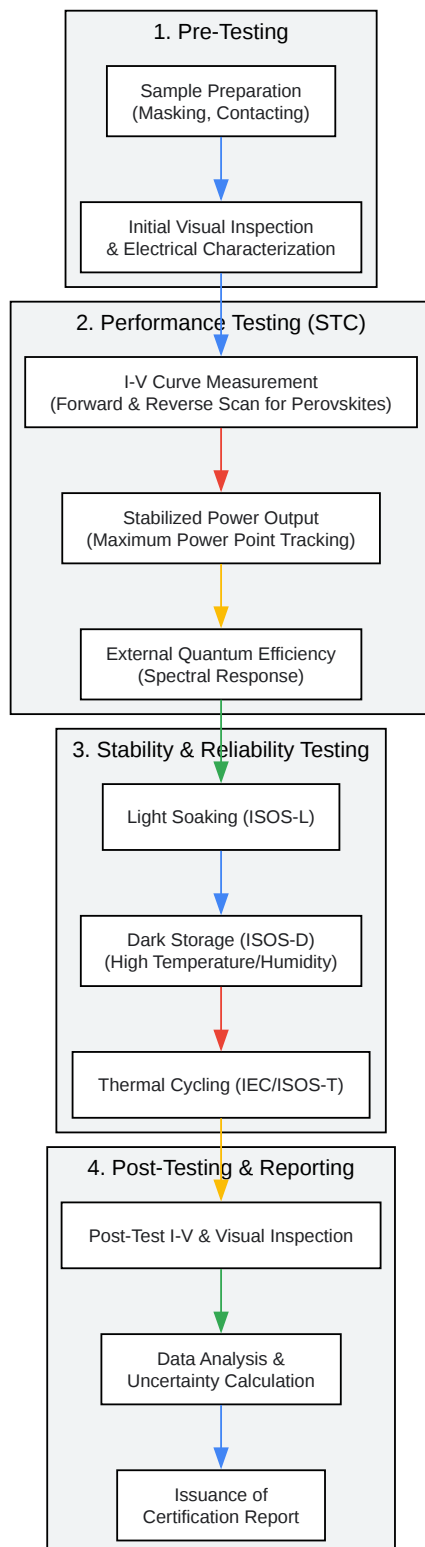 1. Pre-Testing
Sample Preparation
(Masking, Contacting)
Initial Visual Inspection
& Electrical Characterization
2. Performance Testing (STC)
I-V Curve Measurement
(Forward & Reverse Scan for Perovskites)
Stabilized Power Output
(Maximum Power Point Tracking)
External Quantum Efficiency
(Spectral Response)
3. Stability & Reliability Testing
Light Soaking (ISOS-L)
Dark Storage (ISOS-D)
(High Temperature/Humidity)
Thermal Cycling (IEC/ISOS-T)
4. Post-Testing & Reporting
Post-Test I-V & Visual Inspection
Data Analysis &
Uncertainty Calculation
Issuance of
Certification Report